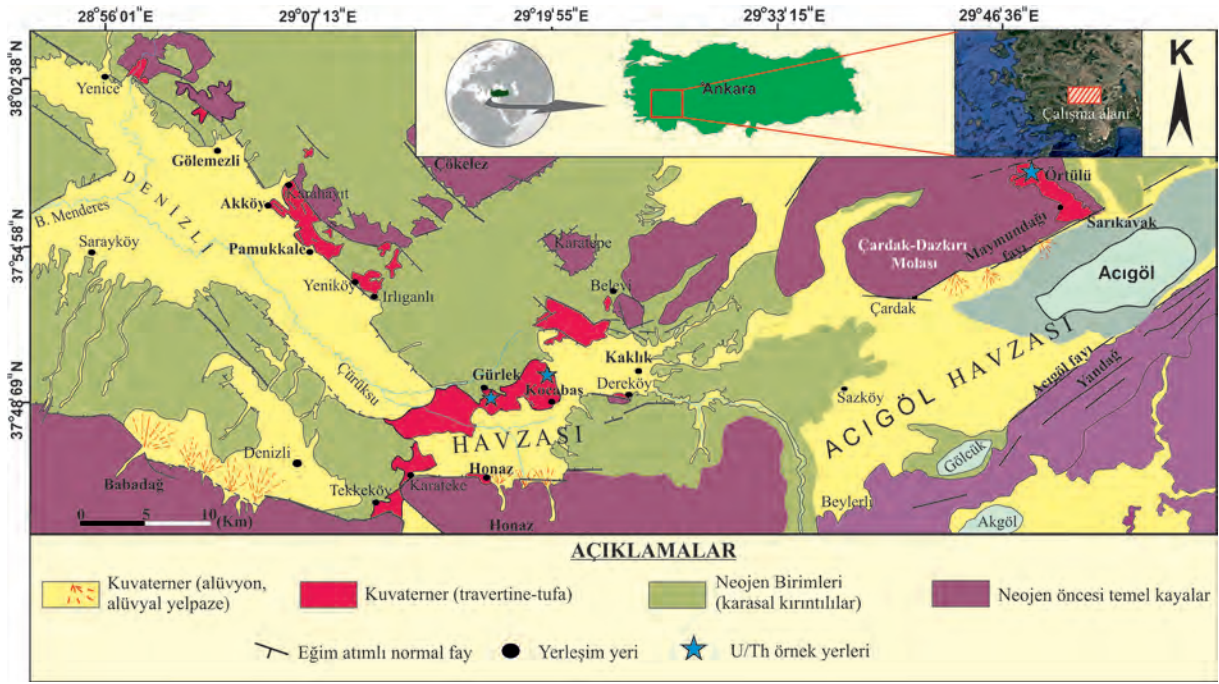 28°56'01"
29°07'13"
29°19'55"
29°33'15"
29°46'36"
38°02'38"N
37°54'58"N
37°48'69"N
Ankara
Çalışma alanı
K
Yenice
Gölemezli
Çökelez
Örtülü
DENİZLİ
Karahayıt
Akköy
B. Menderes
Sarayköy
Pamukkale
Karatepe
Çardak-Dazkırı
Molası
Maymundağı
fayı
Sarıkavak
Acıgöl
Yeniköy
Irlıganlı
Belevi
Çardak
Çürüksu
Gürlek
Kocabaş
Kaklık
Dereköy
Sazköy
Acıgöl fayı
Yandağ
HAVZASI
ACIGÖL HAVZASI
Denizli
Babadağ
Tekkeköy
Karateke
Honaz
Honaz
Beylerli
Gölcük
Akgöl
0 5 10 (Km)
AÇIKLAMALAR
Kuvaterner (alüvyon,
alüvyal yelpaze)
Kuvaterner (travertine-tufa)
Neojen Birimleri
(karasal kırıntılılar)
Neojen öncesi temel kayalar
Eğim atımlı normal fay
Yerleşim yeri
U/Th örnek yerleri